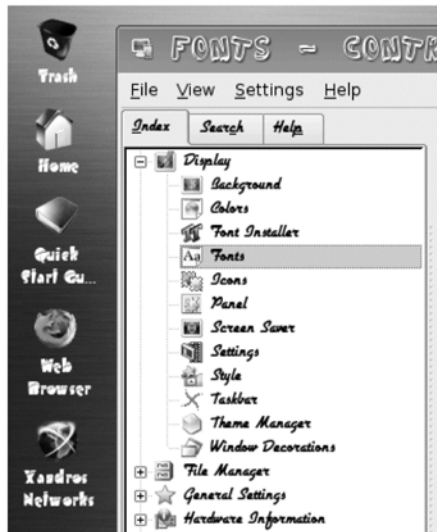 Trash
Home
Quick
Start Gu...
Web
Browser
Xandros
Networks
FONTS ~ CONTR
File View Settings Help
Index Search Help
Display
Background
Colors
Font Installer
Aa Fonts
Icons
Panel
Screen Saver
Settings
Style
Taskbar
Theme Manager
Window Decorations
File Manager
General Settings
Hardware Information